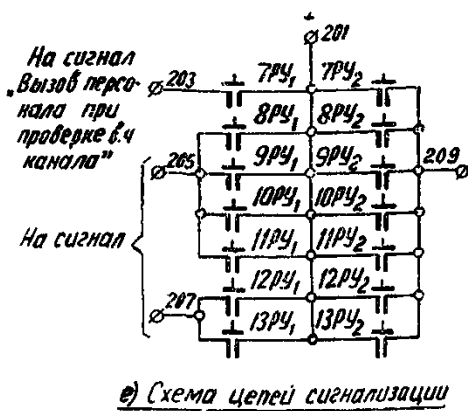 +
201
На сигнал
„Вызов персо-
нала при
проверке в.ч
канала"
203
7РУ₁ 7РУ₂
8РУ₁ 8РУ₂
205
9РУ₁ 9РУ₂
209
10РУ₁ 10РУ₂
На сигнал
11РУ₁ 11РУ₂
12РУ₁ 12РУ₂
207
13РУ₁ 13РУ₂
е) Схема цепей сигнализации